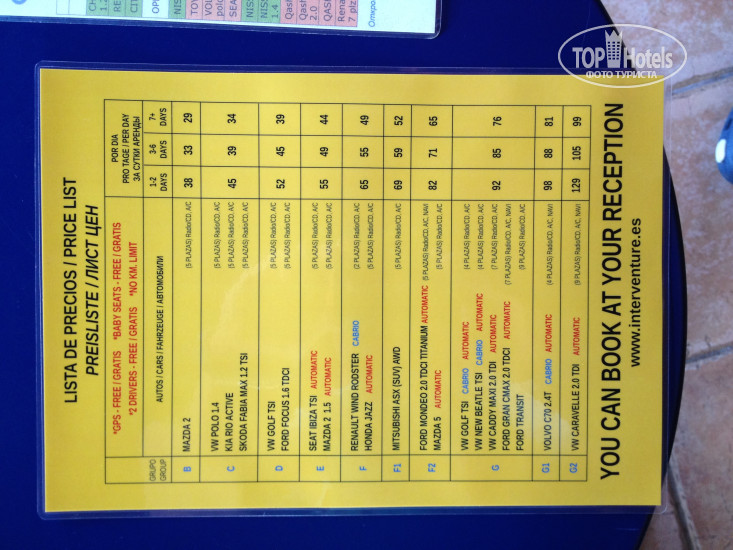 LISTA DE PRECIOS / PRICE LIST
PREISLISTE / ЛИСТ ЦЕН
*GPS - FREE / GRATIS *BABY SEATS - FREE / GRATIS
*2 DRIVERS - FREE / GRATIS *NO KM. LIMIT
POR DIA
PRO TAGE / PER DAY
ЗА СУТКИ АРЕНДЫ
GRUPO GROUP AUTOS / CARS / FAHRZEUGE / АВТОМОБИЛИ 1-2 DAYS 3-6 DAYS 7+ DAYS
B MAZDA 2 (5 PLAZAS) Radio/CD. A/C 38 33 29
VW POLO 1.4 (5 PLAZAS) Radio/CD. A/C
C KIA RIO ACTIVE (5 PLAZAS) Radio/CD. A/C 45 39 34
SKODA FABIA MAX 1.2 TSI (5 PLAZAS) Radio/CD. A/C
D VW GOLF TSI (5 PLAZAS) Radio/CD. A/C 52 45 39
FORD FOCUS 1.6 TDCI (5 PLAZAS) Radio/CD. A/C
E SEAT IBIZA TSI AUTOMATIC (5 PLAZAS) Radio/CD. A/C 55 49 44
MAZDA 2 1.5 AUTOMATIC (5 PLAZAS) Radio/CD. A/C
F RENAULT WIND RODSTER CABRIO (2 PLAZAS) Radio/CD. A/C 65 55 49
HONDA JAZZ AUTOMATIC (5 PLAZAS) Radio/CD. A/C
F1 MITSUBISHI ASX (SUV) AWD (5 PLAZAS) Radio/CD. A/C 69 59 52
F2 FORD MONDEO 2.0 TDCI TITANIUM AUTOMATIC (5 PLAZAS) Radio/CD. A/C, NAVI 82 71 65
MAZDA 5 AUTOMATIC (5 PLAZAS) Radio/CD. A/C
VW GOLF TSI CABRIO AUTOMATIC (4 PLAZAS) Radio/CD. A/C
VW NEW BEATLE TSI CABRIO AUTOMATIC (4 PLAZAS) Radio/CD. A/C
G VW CADDY MAXI 2.0 TDI AUTOMATIC (7 PLAZAS) Radio/CD. A/C 92 85 76
FORD GRAN CMAX 2.0 TDCI AUTOMATIC (7 PLAZAS) Radio/CD. A/C, NAVI
FORD TRANSIT (9 PLAZAS) Radio/CD. A/C
G1 VOLVO C70 2.4T CABRIO AUTOMATIC (4 PLAZAS) Radio/CD. A/C, NAVI 98 88 81
G2 VW CARAVELLE 2.0 TDI AUTOMATIC (9 PLAZAS) Radio/CD. A/C 129 105 99
YOU CAN BOOK AT YOUR RECEPTION
www.interventure.es
TOP Hotels
ФОТО ТУРИСТА